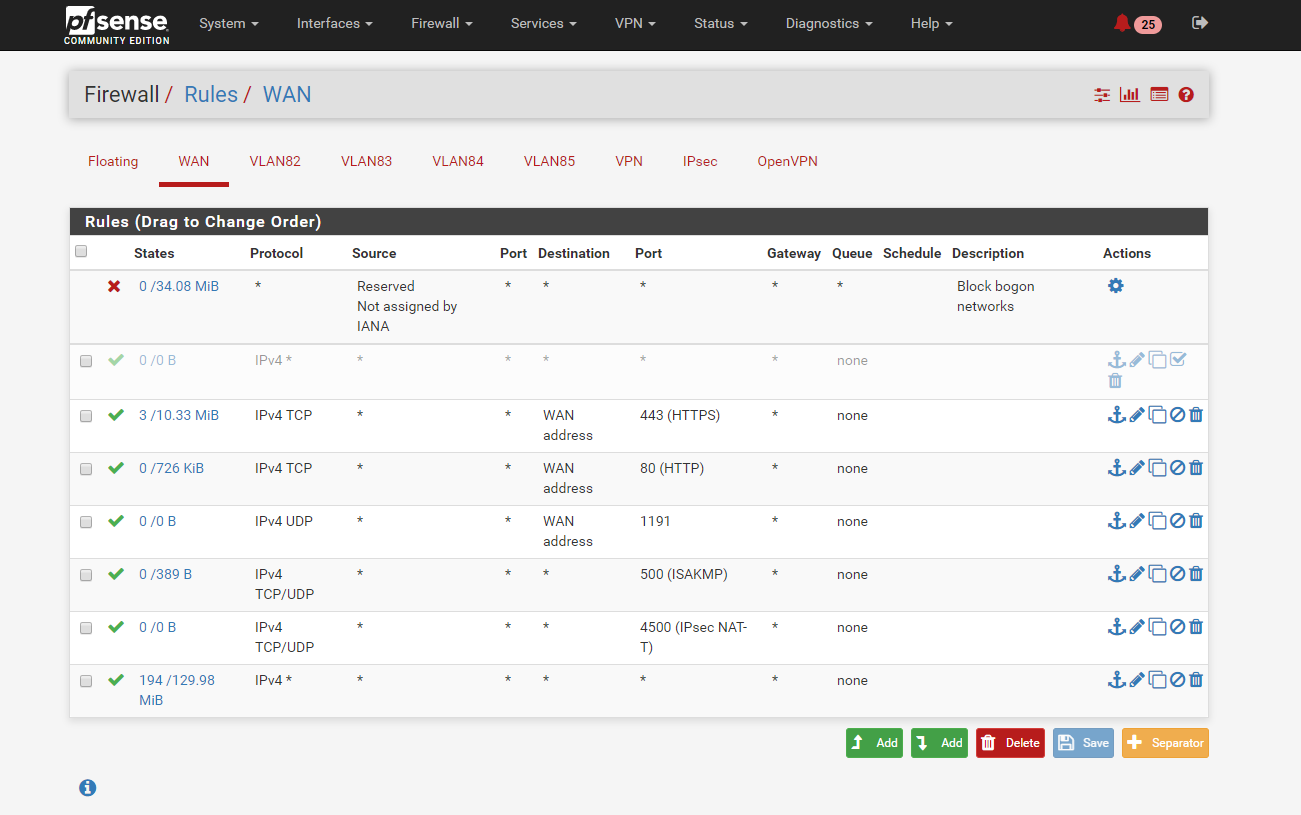 pfsense
COMMUNITY EDITION
System Interfaces Firewall Services VPN Status Diagnostics Help 25
Firewall / Rules / WAN
Floating WAN VLAN82 VLAN83 VLAN84 VLAN85 VPN IPsec OpenVPN
Rules (Drag to Change Order)
States Protocol Source Port Destination Port Gateway Queue Schedule Description Actions
0 /34.08 MiB * Reserved * * * * * Block bogon
Not assigned by networks
IANA
0 /0 B IPv4 * * * * * * none
3 /10.33 MiB IPv4 TCP * * WAN 443 (HTTPS) * none
address
0 /726 KiB IPv4 TCP * * WAN 80 (HTTP) * none
address
0 /0 B IPv4 UDP * * WAN 1191 * none
address
0 /389 B IPv4 * * * 500 (ISAKMP) * none
TCP/UDP
0 /0 B IPv4 * * * 4500 (IPsec NAT- * none
TCP/UDP T)
194 /129.98 IPv4 * * * * * * none
MiB
Add Add Delete Save Separator